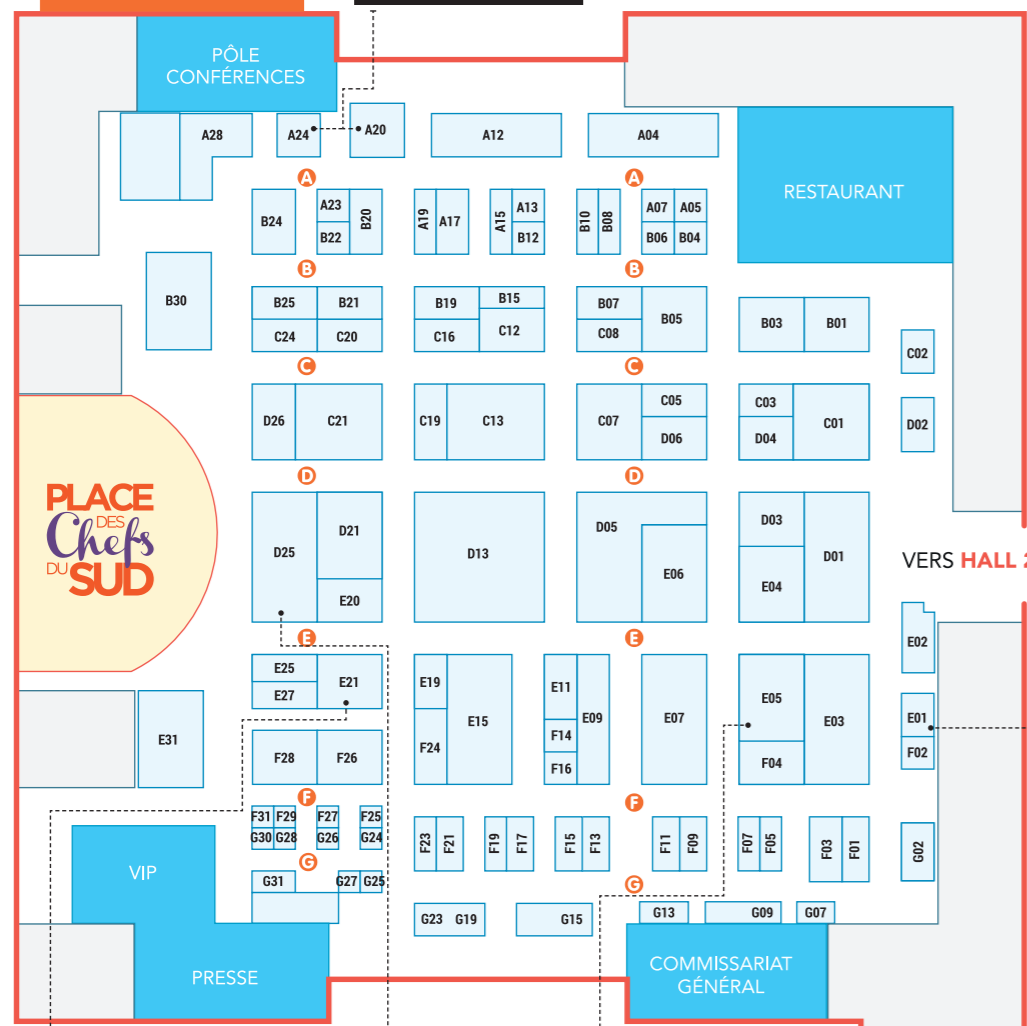 PÔLE
CONFÉRENCES
A28
A24
A20
A12
A04
RESTAURANT
A
A
B24
A23
B22
B20
A19
A17
A15
A13
B12
B10
B08
A07
A05
B06
B04
B
B
B30
B25
B21
C24
C20
B19
B15
C16
C12
B07
C08
B05
B03
B01
C02
C
C
D26
C21
C19
C13
C07
C05
D06
C03
D04
C01
D02
D
D
PLACE
DES
Chefs
DU SUD
D25
D21
E20
D13
D05
E06
D03
E04
D01
VERS HALL 2
E
E
E02
E25
E27
E21
E19
F24
E15
E11
F14
F16
E09
E07
E05
F04
E03
E01
F02
E31
F28
F26
F
F
F31
F29
G30
G28
F27
G26
F25
G24
F23
F21
F19
F17
F15
F13
F11
F09
F07
F05
F03
F01
G02
G
G
VIP
G31
G27
G25
G23
G19
G15
G13
G09
G07
PRESSE
COMMISSARIAT
GÉNÉRAL